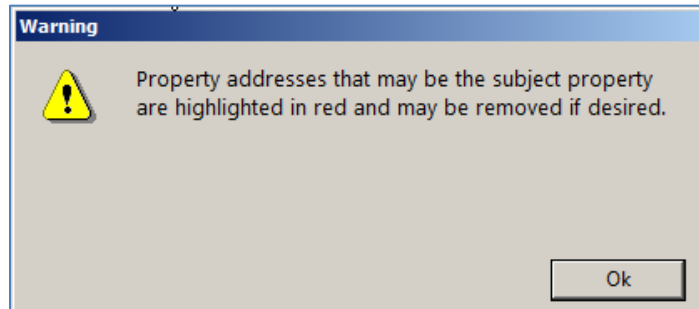 Warning
Property addresses that may be the subject property
are highlighted in red and may be removed if desired.
Ok